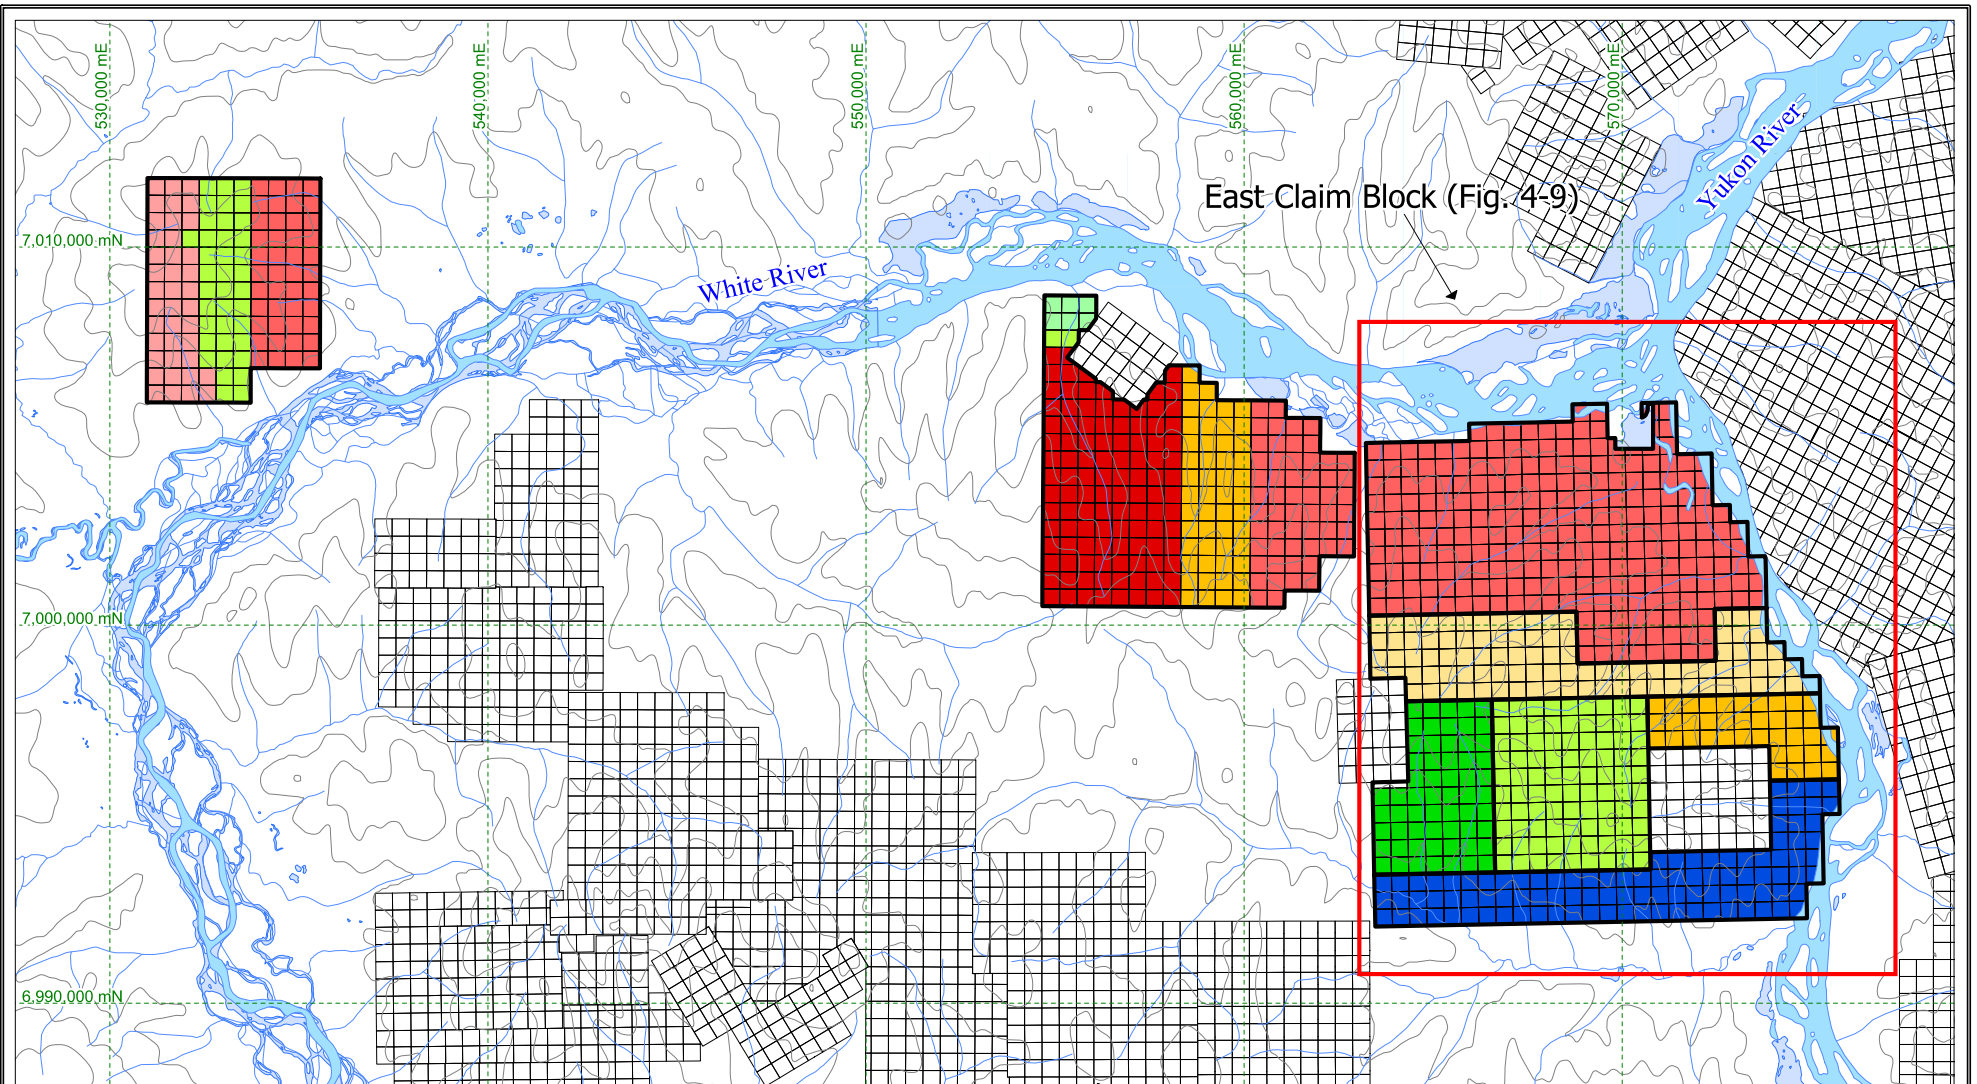 530,000 mE
540,000 mE
550,000 mE
560,000 mE
570,000 mE
Yukon River
East Claim Block (Fig. 4-9)
7,010,000 mN
White River
7,000,000 mN
6,990,000 mN